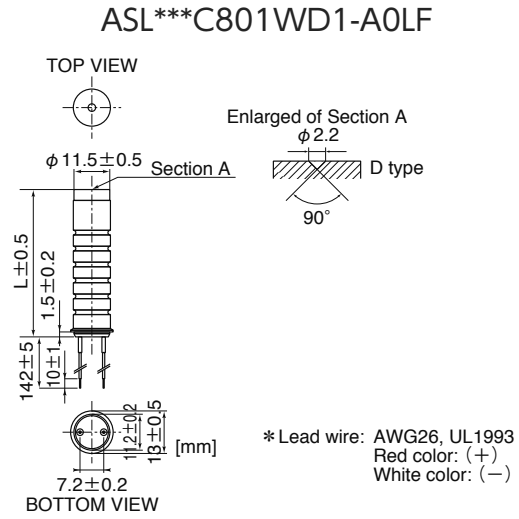 ASL***C801WD1-A0LF
TOP VIEW
Enlarged of Section A
φ2.2
D type
90°
φ11.5±0.5
Section A
L±0.5
1.5±0.2
142±5
10±1
11.2±0.2
13±0.5
[mm]
7.2±0.2
BOTTOM VIEW
*Lead wire: AWG26, UL1993
Red color: (+)
White color: (−)